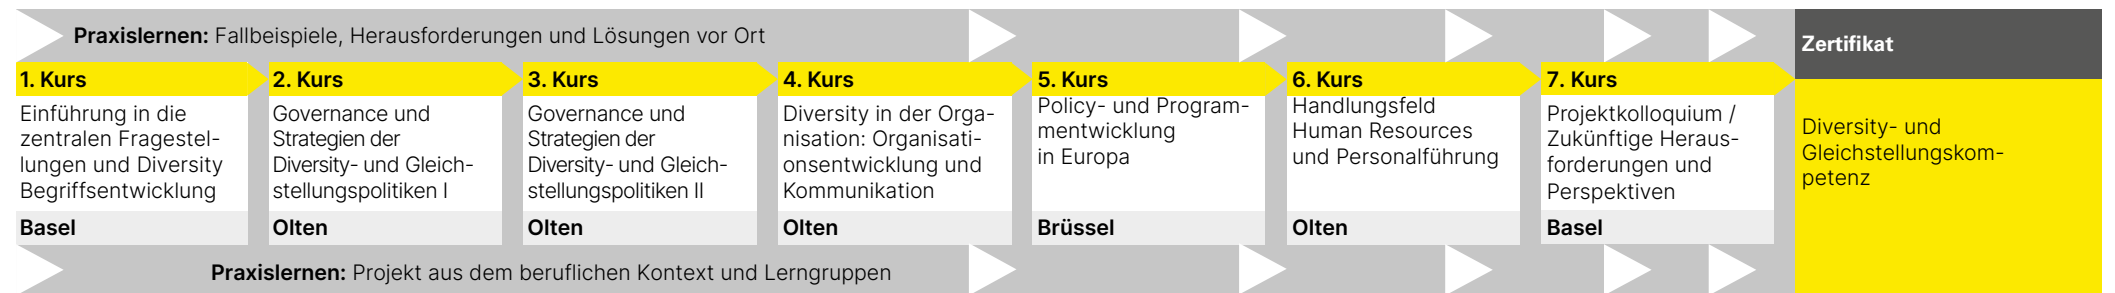 Praxislernen: Fallbeispiele, Herausforderungen und Lösungen vor Ort
1. Kurs
Einführung in die
zentralen Fragestel-
lungen und Diversity
Begriffsentwicklung
Basel
2. Kurs
Governance und
Strategien der
Diversity- und Gleich-
stellungspolitiken I
Olten
3. Kurs
Governance und
Strategien der
Diversity- und Gleich-
stellungspolitiken II
Olten
4. Kurs
Diversity in der Orga-
nisation: Organisati-
onsentwicklung und
Kommunikation
Olten
5. Kurs
Policy- und Program-
mentwicklung
in Europa
Brüssel
6. Kurs
Handlungsfeld
Human Resources
und Personalführung
Olten
7. Kurs
Projektkolloquium /
Zukünftige Heraus-
forderungen und
Perspektiven
Basel
Zertifikat
Diversity- und
Gleichstellungskom-
petenz
Praxislernen: Projekt aus dem beruflichen Kontext und Lerngruppen